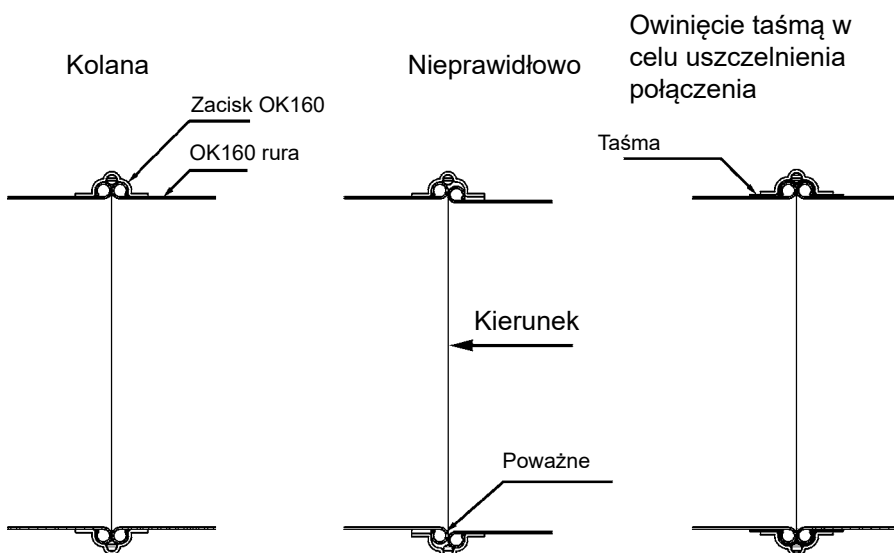 Kolana
Zacisk OK160
OK160 rura
Nieprawidłowo
Kierunek
Poważne
Owinięcie taśmą w
celu uszczelnienia
połączenia
Taśma